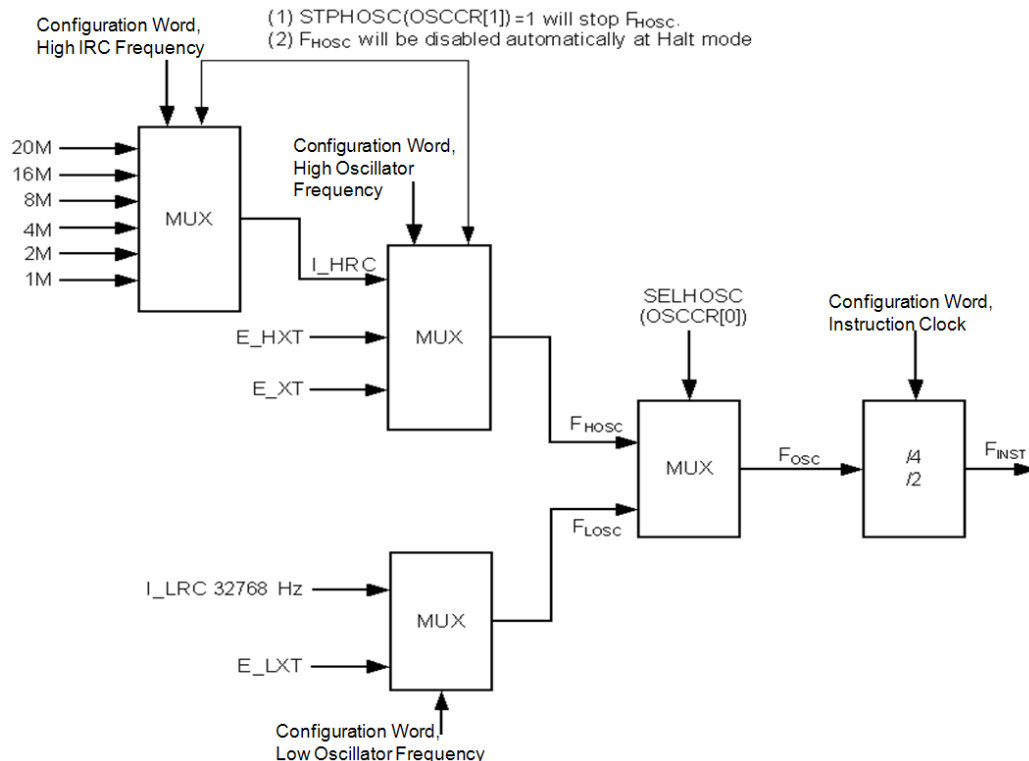 (1) STPHOSC(OSCCR[1])=1 will stop FHOSC.
(2) FHOSC will be disabled automatically at Halt mode
Configuration Word,
High IRC Frequency
20M
16M
8M
4M
2M
1M
MUX
Configuration Word,
High Oscillator
Frequency
I_HRC
E_HXT
E_XT
MUX
SELHOSC
(OSCCR[0])
Configuration Word,
Instruction Clock
FHOSC
FLOSC
MUX
FOSC
/4
/2
FINST
I_LRC 32768 Hz
E_LXT
MUX
Configuration Word,
Low Oscillator Frequency